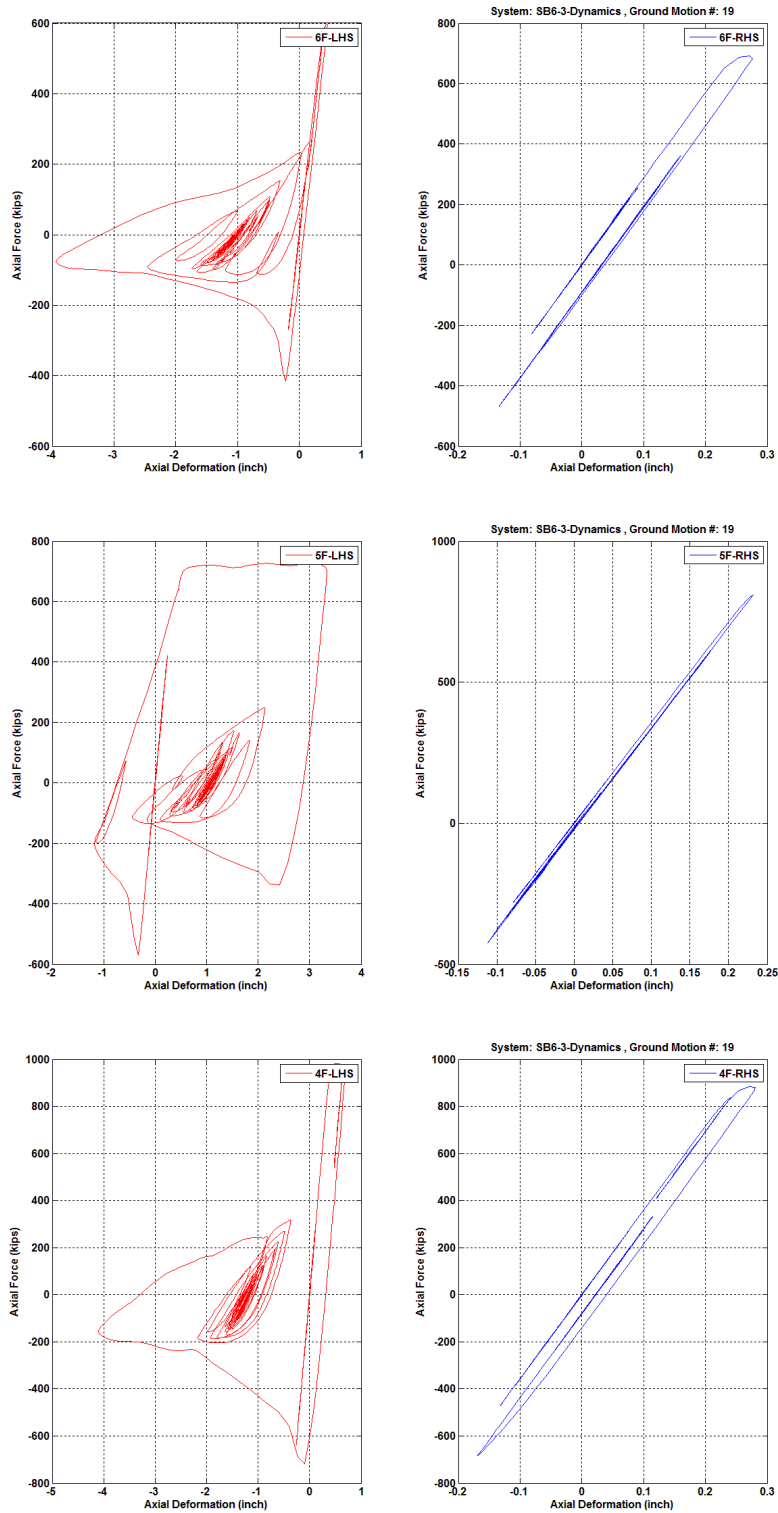 6F-LHS
600
400
200
0
-200
-400
-600
-4 -3 -2 -1 0 1
Axial Force (kips)
Axial Deformation (inch)
System: SB6-3-Dynamics , Ground Motion #: 19
6F-RHS
800
600
400
200
0
-200
-400
-600
-0.2 -0.1 0 0.1 0.2 0.3
Axial Force (kips)
Axial Deformation (inch)
5F-LHS
800
600
400
200
0
-200
-400
-600
-2 -1 0 1 2 3 4
Axial Force (kips)
Axial Deformation (inch)
System: SB6-3-Dynamics , Ground Motion #: 19
5F-RHS
1000
500
0
-500
-0.15 -0.1 -0.05 0 0.05 0.1 0.15 0.2 0.25
Axial Force (kips)
Axial Deformation (inch)
4F-LHS
1000
800
600
400
200
0
-200
-400
-600
-800
-5 -4 -3 -2 -1 0 1
Axial Force (kips)
Axial Deformation (inch)
System: SB6-3-Dynamics , Ground Motion #: 19
4F-RHS
1000
800
600
400
200
0
-200
-400
-600
-800
-0.2 -0.1 0 0.1 0.2 0.3
Axial Force (kips)
Axial Deformation (inch)